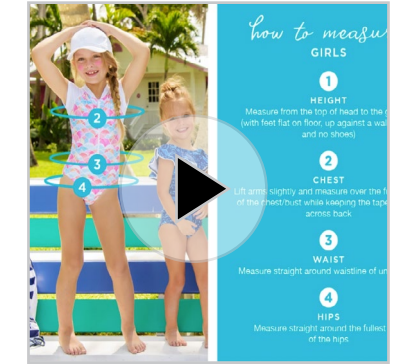 2
3
4
how to measu
GIRLS
1
HEIGHT
Measure from the top of head to the
(with feet flat on floor, up against a wal
and no shoes)
2
CHEST
Lift arms slightly and measure over the
of the chest/bust while keeping the tape
across back
3
WAIST
Measure straight around waistline of un
4
HIPS
Measure straight around the fullest
of the hips